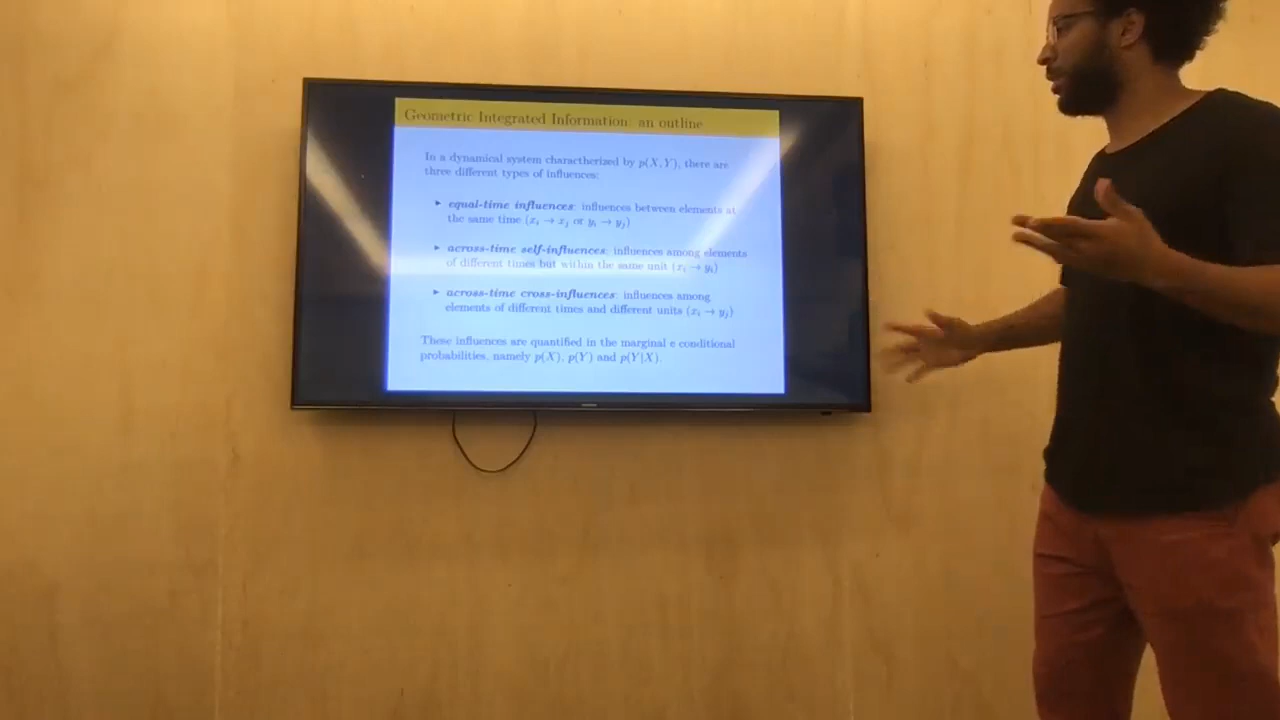 Geometric Integrated Information: an outline
In a dynamical system charactherized by p(X, Y), there are
three different types of influences:
▸ equal-time influences: influences between elements at
the same time (xᵢ → xⱼ or yᵢ → yⱼ)
▸ across-time self-influences: influences among elements
of different times but within the same unit (xᵢ → yᵢ)
▸ across-time cross-influences: influences among
elements of different times and different units (xᵢ → yⱼ)
These influences are quantified in the marginal e conditional
probabilities, namely p(X), p(Y) and p(Y|X).